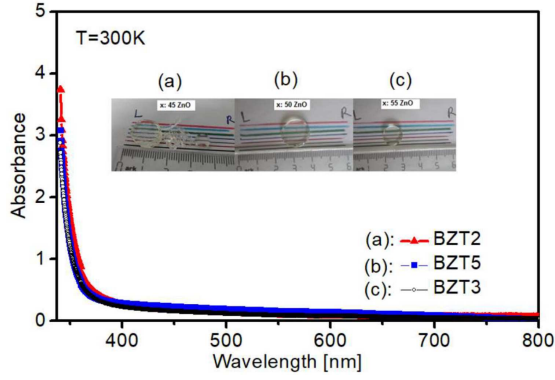 T=300K
(a)
(b)
(c)
x: 45 ZnO
x: 50 ZnO
x: 55 ZnO
L
R
L
R
L
R
5
4
3
2
1
0
Absorbance
(a): BZT2
(b): BZT5
(c): BZT3
400
500
600
700
800
Wavelength [nm]